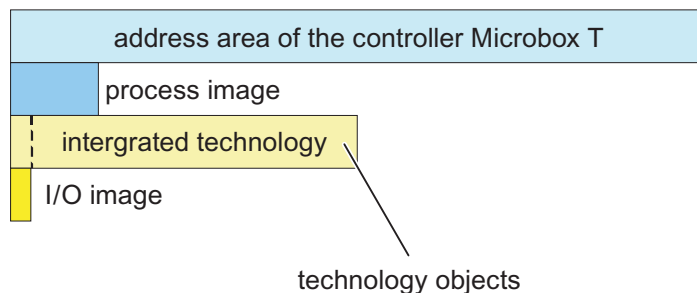 address area of the controller Microbox T
process image
intergrated technology
I/O image
technology objects